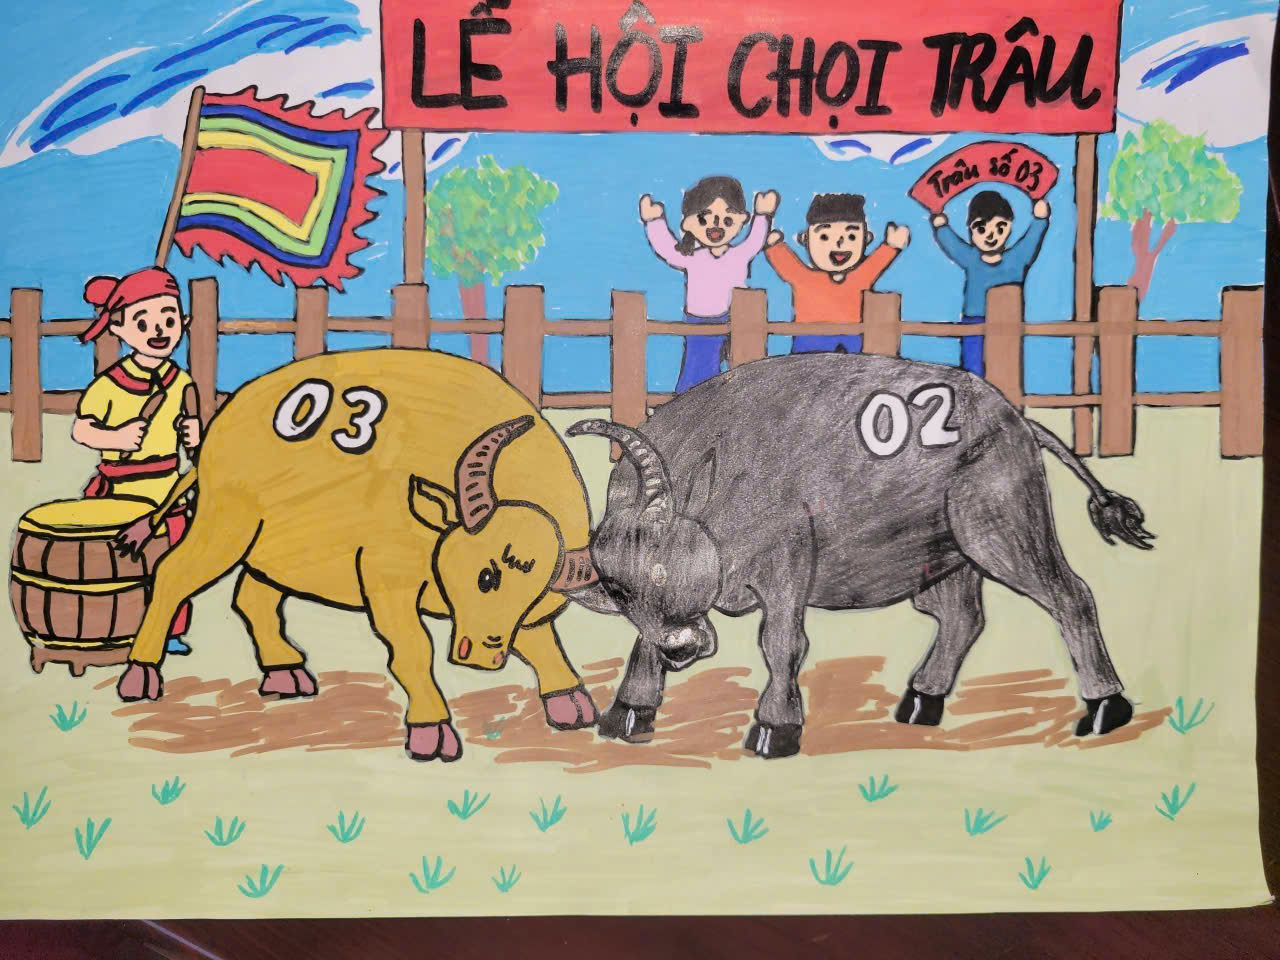 LỄ HỘI CHỌI TRÂU
Trâu số 03
03
02